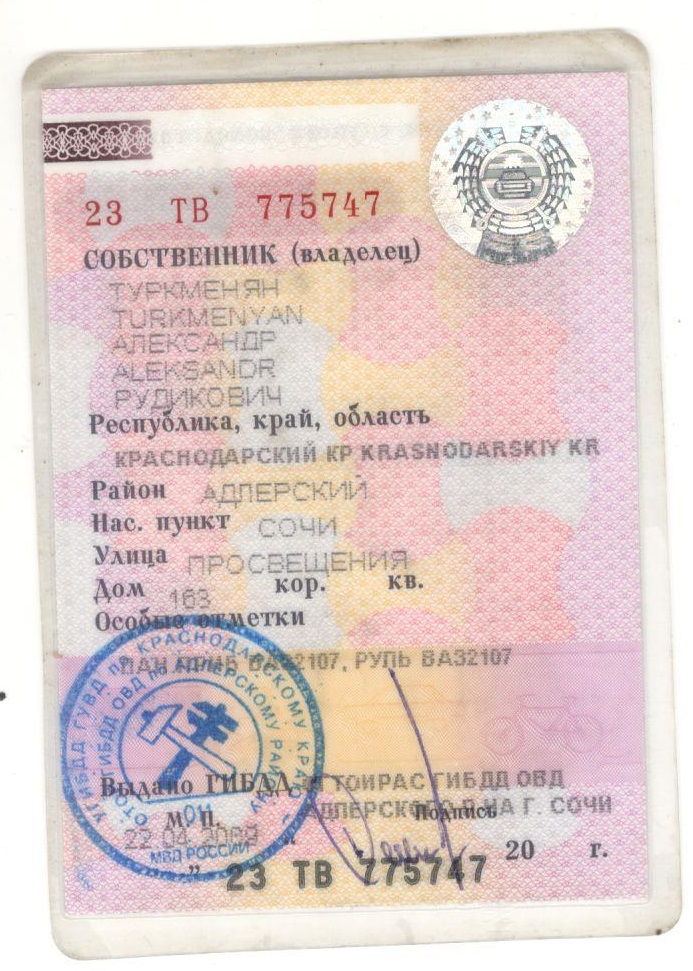 23 ТВ 775747
СОБСТВЕННИК (владелец)
ТУРКМЕНЯН
TURKMENYAN
АЛЕКСАНДР
ALEKSANDR
РУДИКОВИЧ
Республика, край, область
КРАСНОДАРСКИЙ КР KRASNODARSKIY KR
Район АДЛЕРСКИЙ
Нас. пункт СОЧИ
Улица ПРОСВЕЩЕНИЯ
Дом 163 кор. кв.
Особые отметки
ВАЗ2107, РУЛЬ ВАЗ2107
УГИБДД ГУВД по КРАСНОДАРСКОМУ КРАЮ
ОТОР ГИБДД ОВД по АДЛЕРСКОМУ РАЙОНУ
011
МВД РОССИИ
Выдано ГИБДД ОТОИРАС ГИБДД ОВД
АДЛЕРСКОГО Р-НА Г. СОЧИ
М.П. Подпись
22.04.2009
20 г.
23 ТВ 775747